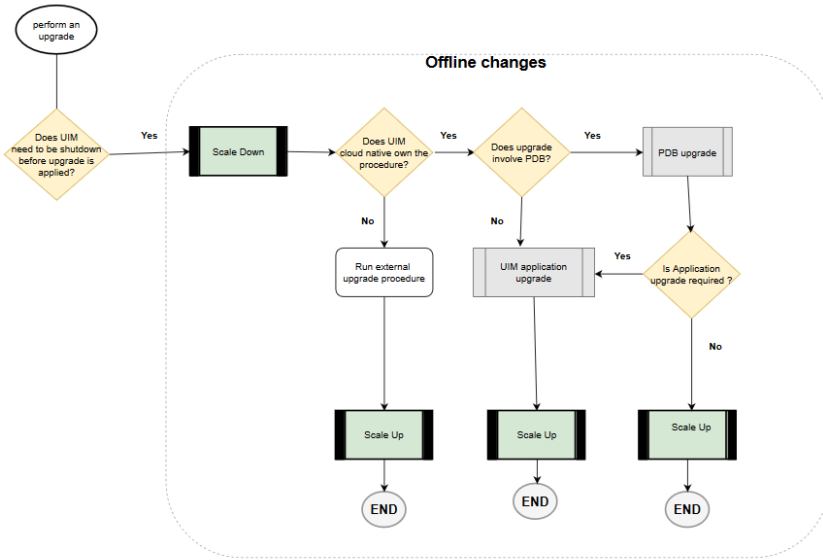 perform an
upgrade
Offline changes
Does UIM
need to be shutdown
before upgrade is
applied?
Yes
Scale Down
Does UIM
cloud native own the
procedure?
Yes
Does upgrade
involve PDB?
Yes
PDB upgrade
No
Run external
upgrade procedure
No
UIM application
upgrade
Yes
Is Application
upgrade required ?
No
Scale Up
Scale Up
Scale Up
END
END
END